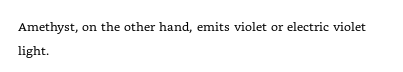 Amethyst, on the other hand, emits violet or electric violet
light.